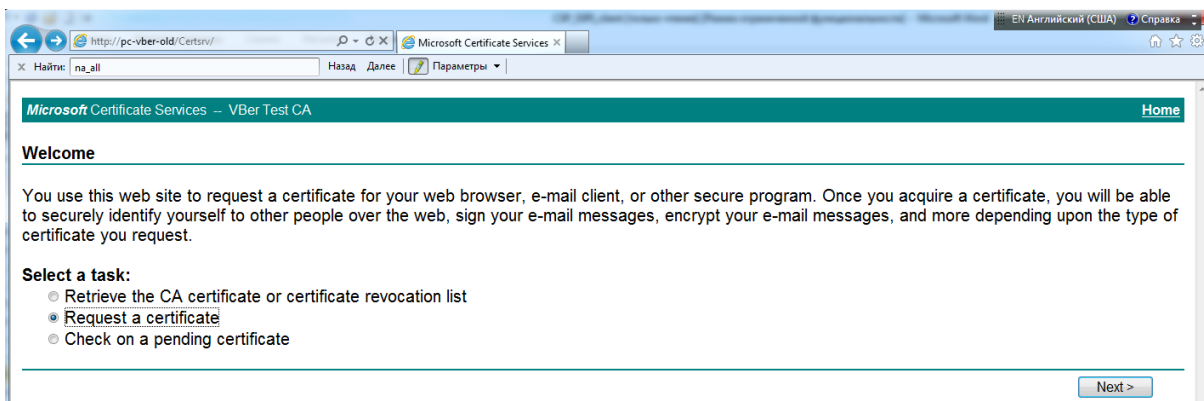 EN Английский (США) Справка
http://pc-vber-old/Certsrv/ Microsoft Certificate Services
Найти: na_all Назад Далее Параметры
Microsoft Certificate Services -- VBer Test CA Home
Welcome
You use this web site to request a certificate for your web browser, e-mail client, or other secure program. Once you acquire a certificate, you will be able
to securely identify yourself to other people over the web, sign your e-mail messages, encrypt your e-mail messages, and more depending upon the type of
certificate you request.
Select a task:
Retrieve the CA certificate or certificate revocation list
Request a certificate
Check on a pending certificate
Next >